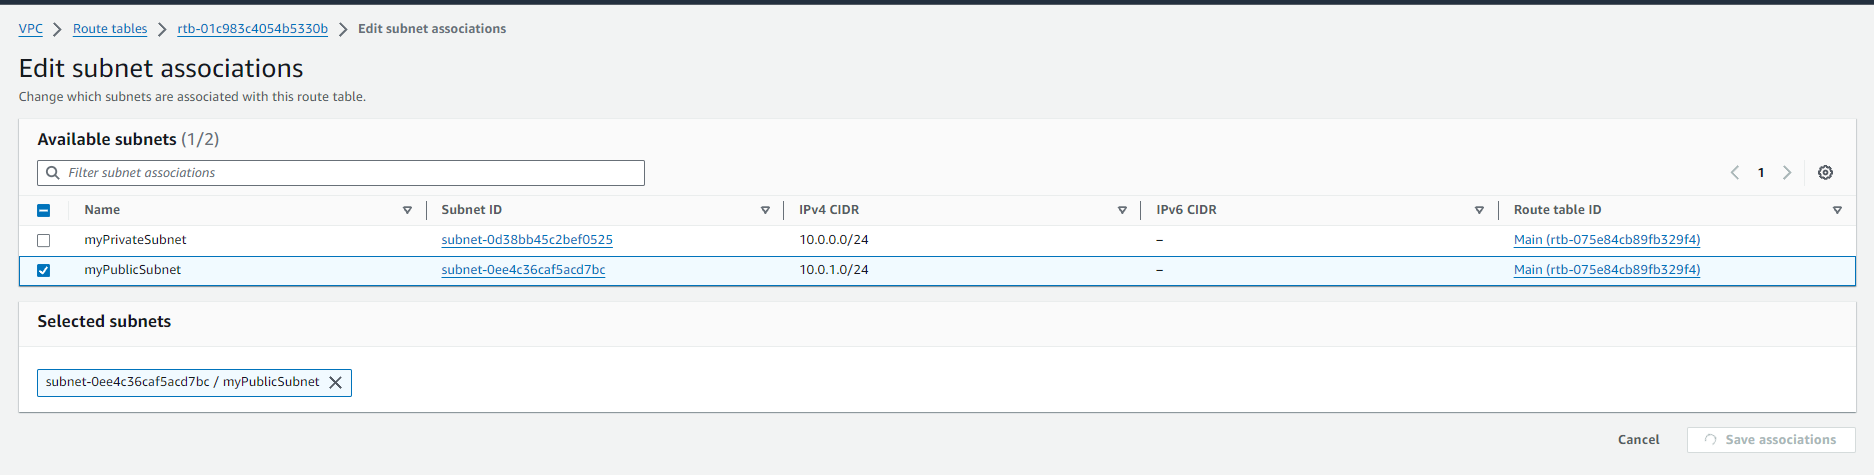 VPC > Route tables > rtb-01c983c4054b5330b > Edit subnet associations
Edit subnet associations
Change which subnets are associated with this route table.
Available subnets (1/2)
Filter subnet associations
1
Name Subnet ID IPv4 CIDR IPv6 CIDR Route table ID
myPrivateSubnet subnet-0d38bb45c2bef0525 10.0.0.0/24 – Main (rtb-075e84cb89fb329f4)
myPublicSubnet subnet-0ee4c36caf5acd7bc 10.0.1.0/24 – Main (rtb-075e84cb89fb329f4)
Selected subnets
subnet-0ee4c36caf5acd7bc / myPublicSubnet
Cancel Save associations